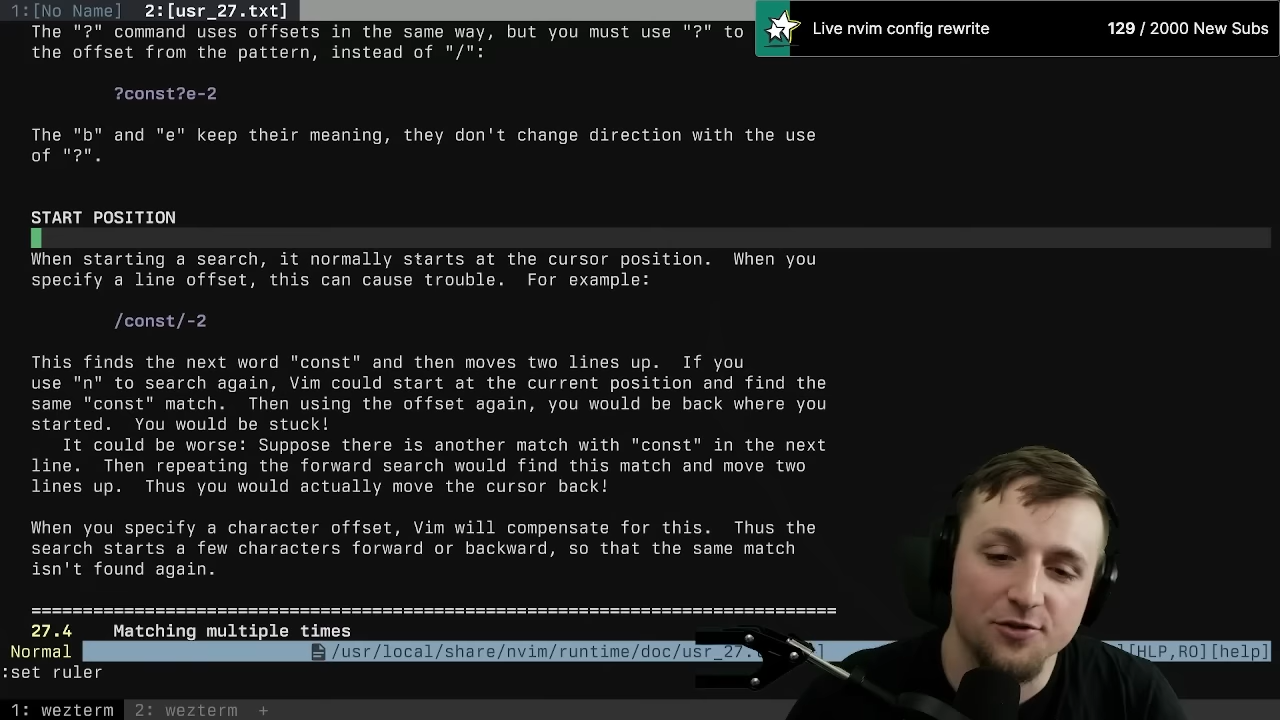 1:[No Name]  2:[usr_27.txt]
Live nvim config rewrite
129 / 2000 New Subs
The "?" command uses offsets in the same way, but you must use "?" to
the offset from the pattern, instead of "/":
?const?e-2
The "b" and "e" keep their meaning, they don't change direction with the use
of "?".
START POSITION
When starting a search, it normally starts at the cursor position.  When you
specify a line offset, this can cause trouble.  For example:
/const/-2
This finds the next word "const" and then moves two lines up.  If you
use "n" to search again, Vim could start at the current position and find the
same "const" match.  Then using the offset again, you would be back where you
started.  You would be stuck!
It could be worse: Suppose there is another match with "const" in the next
line.  Then repeating the forward search would find this match and move two
lines up.  Thus you would actually move the cursor back!
When you specify a character offset, Vim will compensate for this.  Thus the
search starts a few characters forward or backward, so that the same match
isn't found again.
==============================================================================
27.4    Matching multiple times
Normal /usr/local/share/nvim/runtime/doc/usr_27. ][HLP,RO][help]
:set ruler
1: wezterm  2: wezterm  +